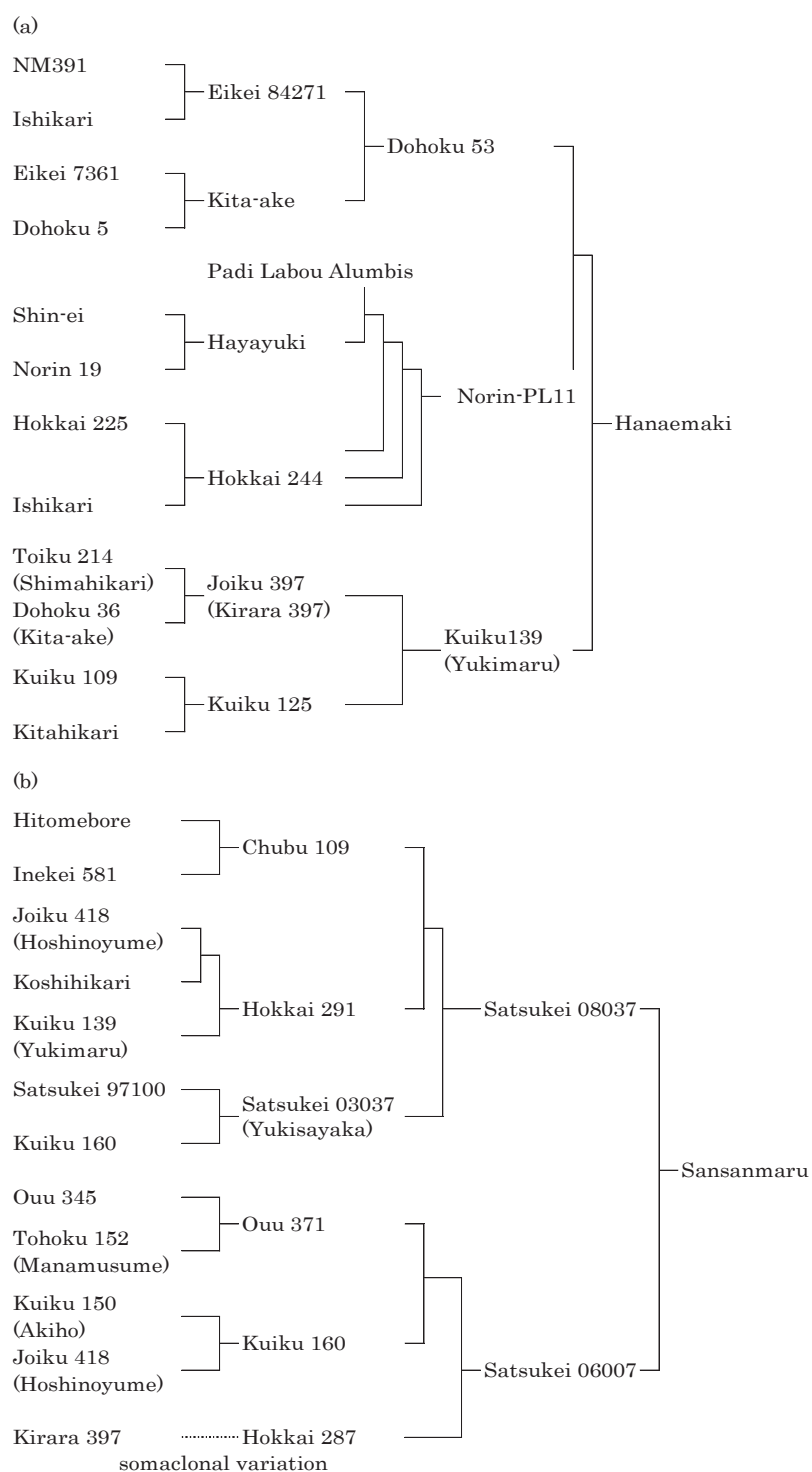 (a)
NM391
Eikei 84271
Ishikari
Dohoku 53
Eikei 7361
Kita-ake
Dohoku 5
Padi Labou Alumbis
Shin-ei
Hayayuki
Norin 19
Norin-PL11
Hokkai 225
Hanaemaki
Hokkai 244
Ishikari
Toiku 214
(Shimahikari)
Joiku 397
(Kirara 397)
Dohoku 36
(Kita-ake)
Kuiku139
(Yukimaru)
Kuiku 109
Kuiku 125
Kitahikari
(b)
Hitomebore
Chubu 109
Inekei 581
Joiku 418
(Hoshinoyume)
Koshihikari
Hokkai 291
Satsukei 08037
Kuiku 139
(Yukimaru)
Satsukei 97100
Satsukei 03037
(Yukisayaka)
Kuiku 160
Sansanmaru
Ouu 345
Ouu 371
Tohoku 152
(Manamusume)
Kuiku 150
(Akiho)
Kuiku 160
Joiku 418
(Hoshinoyume)
Satsukei 06007
Kirara 397
Hokkai 287
somaclonal variation